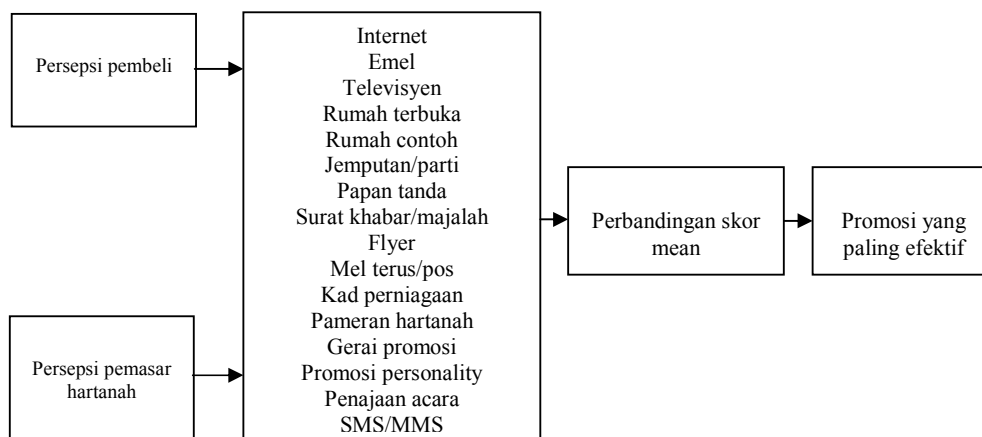 Persepsi pembeli
Persepsi pemasar
hartanah
Internet
Emel
Televisyen
Rumah terbuka
Rumah contoh
Jemputan/parti
Papan tanda
Surat khabar/majalah
Flyer
Mel terus/pos
Kad perniagaan
Pameran hartanah
Gerai promosi
Promosi personality
Penajaan acara
SMS/MMS
Perbandingan skor
mean
Promosi yang
paling efektif